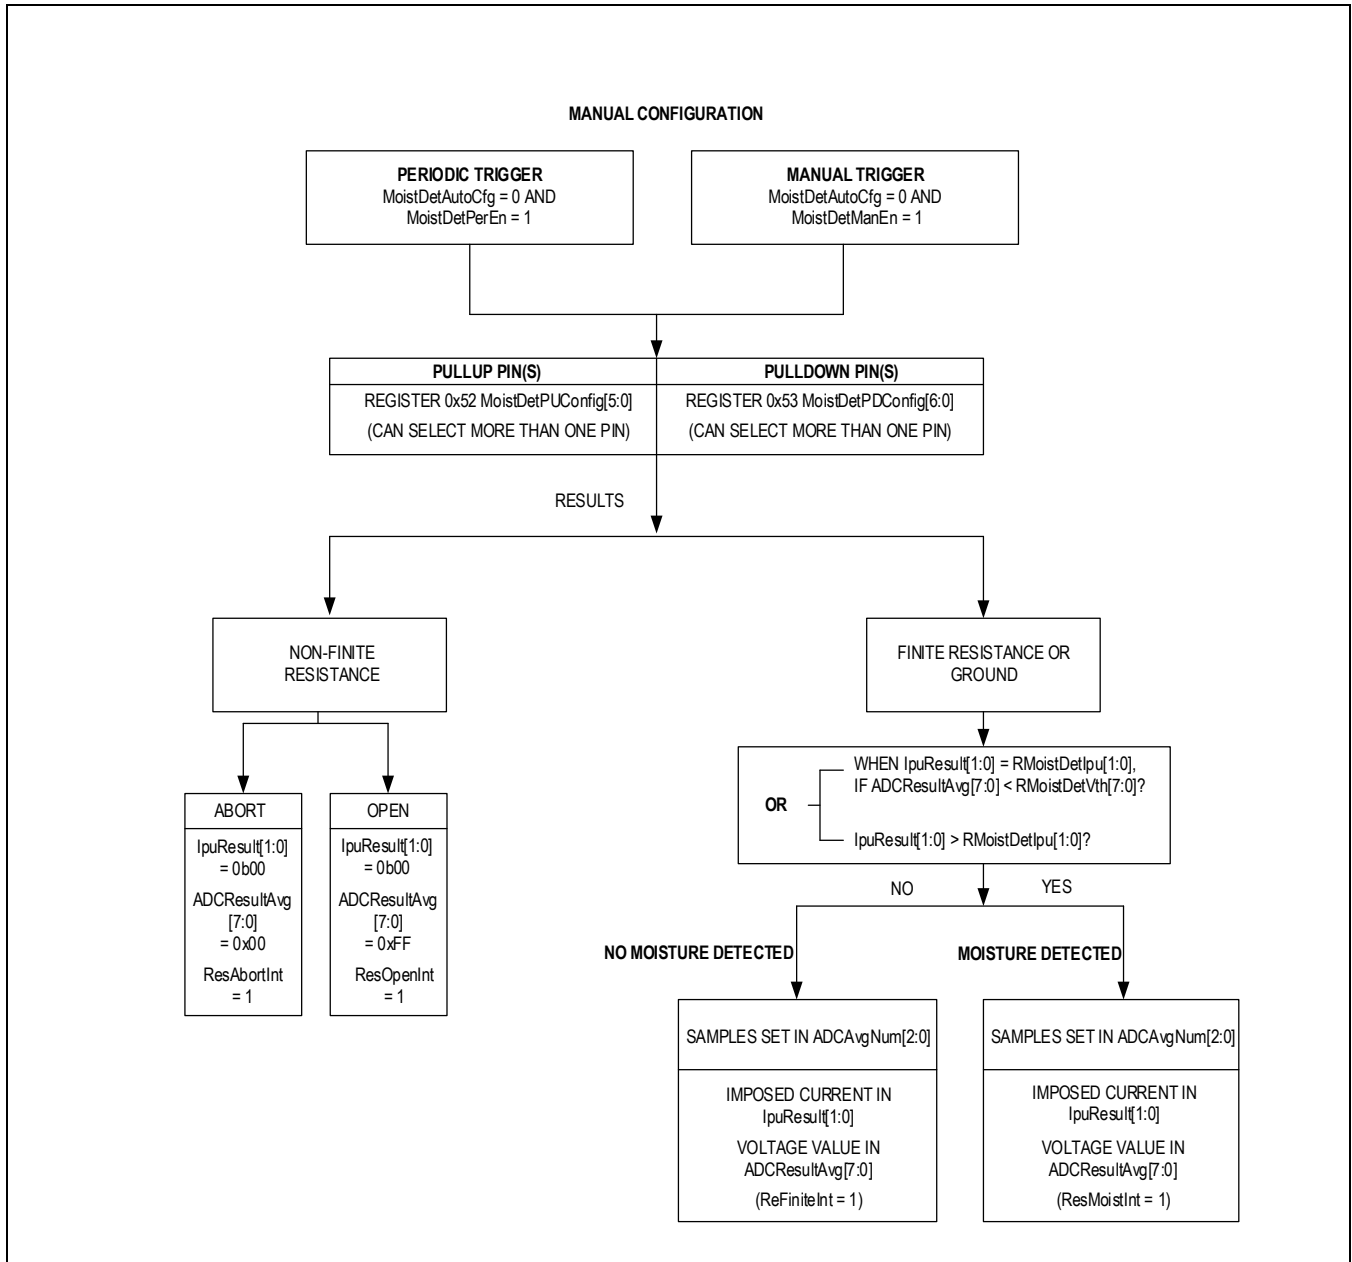 MANUAL CONFIGURATION
PERIODIC TRIGGER
MoistDetAutoCfg = 0 AND
MoistDetPerEn = 1
MANUAL TRIGGER
MoistDetAutoCfg = 0 AND
MoistDetManEn = 1
PULLUP PIN(S)
REGISTER 0x52 MoistDetPUConfig[5:0]
(CAN SELECT MORE THAN ONE PIN)
PULLDOWN PIN(S)
REGISTER 0x53 MoistDetPDConfig[6:0]
(CAN SELECT MORE THAN ONE PIN)
RESULTS
NON-FINITE
RESISTANCE
FINITE RESISTANCE OR
GROUND
ABORT
IpuResult[1:0]
= 0b00
ADCResultAvg
[7:0]
= 0x00
ResAbortInt
= 1
OPEN
IpuResult[1:0]
= 0b00
ADCResultAvg
[7:0]
= 0xFF
ResOpenInt
= 1
OR
WHEN IpuResult[1:0] = RMoistDetIpu[1:0],
IF ADCResultAvg[7:0] < RMoistDetVth[7:0]?
IpuResult[1:0] > RMoistDetIpu[1:0]?
NO
YES
NO MOISTURE DETECTED
MOISTURE DETECTED
SAMPLES SET IN ADCAvgNum[2:0]
IMPOSED CURRENT IN
IpuResult[1:0]
VOLTAGE VALUE IN
ADCResultAvg[7:0]
(ReFiniteInt = 1)
SAMPLES SET IN ADCAvgNum[2:0]
IMPOSED CURRENT IN
IpuResult[1:0]
VOLTAGE VALUE IN
ADCResultAvg[7:0]
(ResMoistInt = 1)